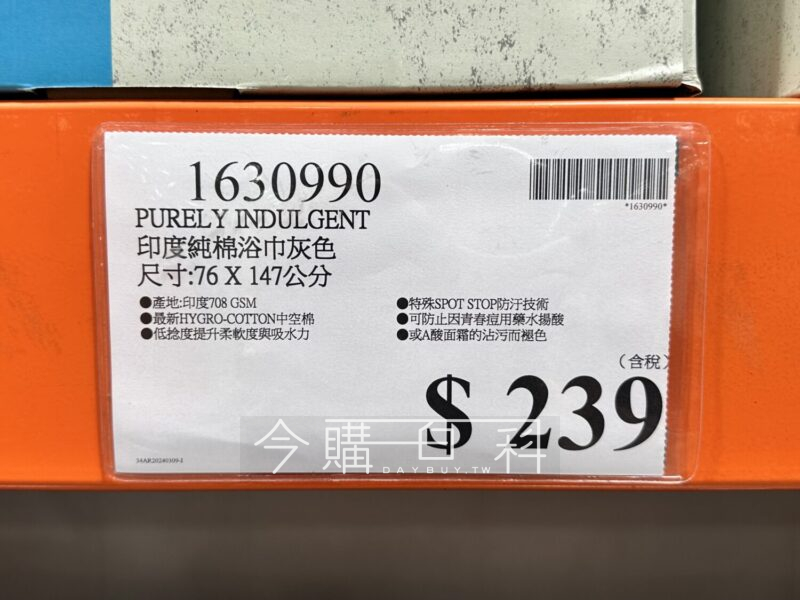 1630990
*1630990*
PURELY INDULGENT
印度純棉浴巾灰色
尺寸:76 X 147公分
●產地:印度708 GSM
●最新HYGRO-COTTON中空棉
●低捻度提升柔軟度與吸水力
●特殊SPOT STOP防汙技術
●可防止因青春痘用藥水楊酸
●或A酸面霜的沾污而褪色
(含稅)
$ 239
今購百科
DAYBUY.TW
34AR20240309-I